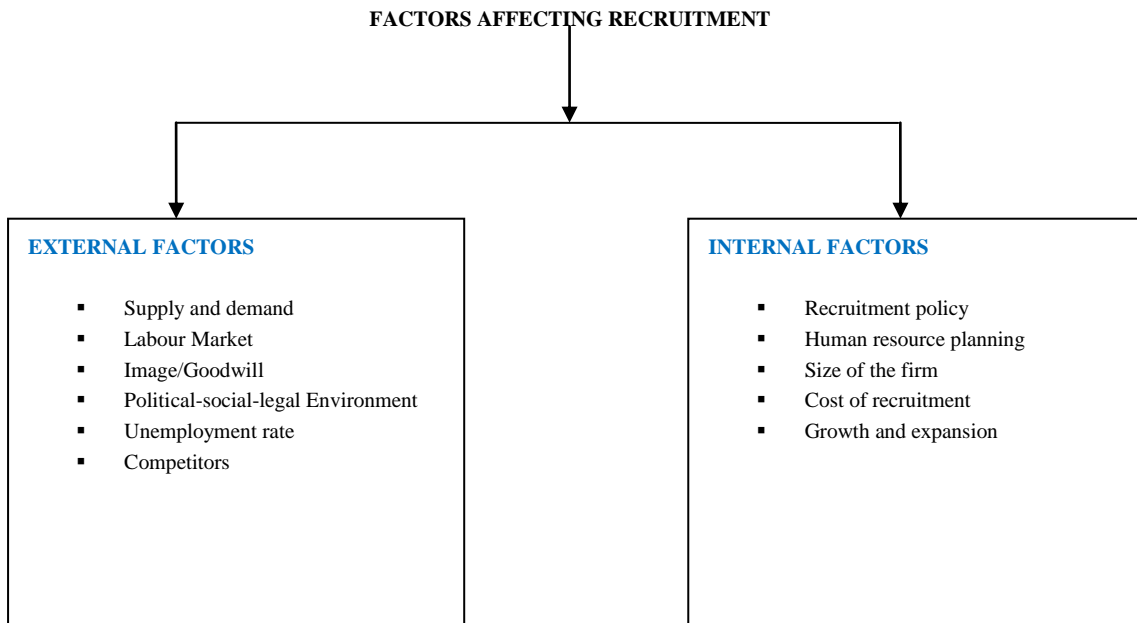 FACTORS AFFECTING RECRUITMENT
EXTERNAL FACTORS
▪ Supply and demand
▪ Labour Market
▪ Image/Goodwill
▪ Political-social-legal Environment
▪ Unemployment rate
▪ Competitors
INTERNAL FACTORS
▪ Recruitment policy
▪ Human resource planning
▪ Size of the firm
▪ Cost of recruitment
▪ Growth and expansion